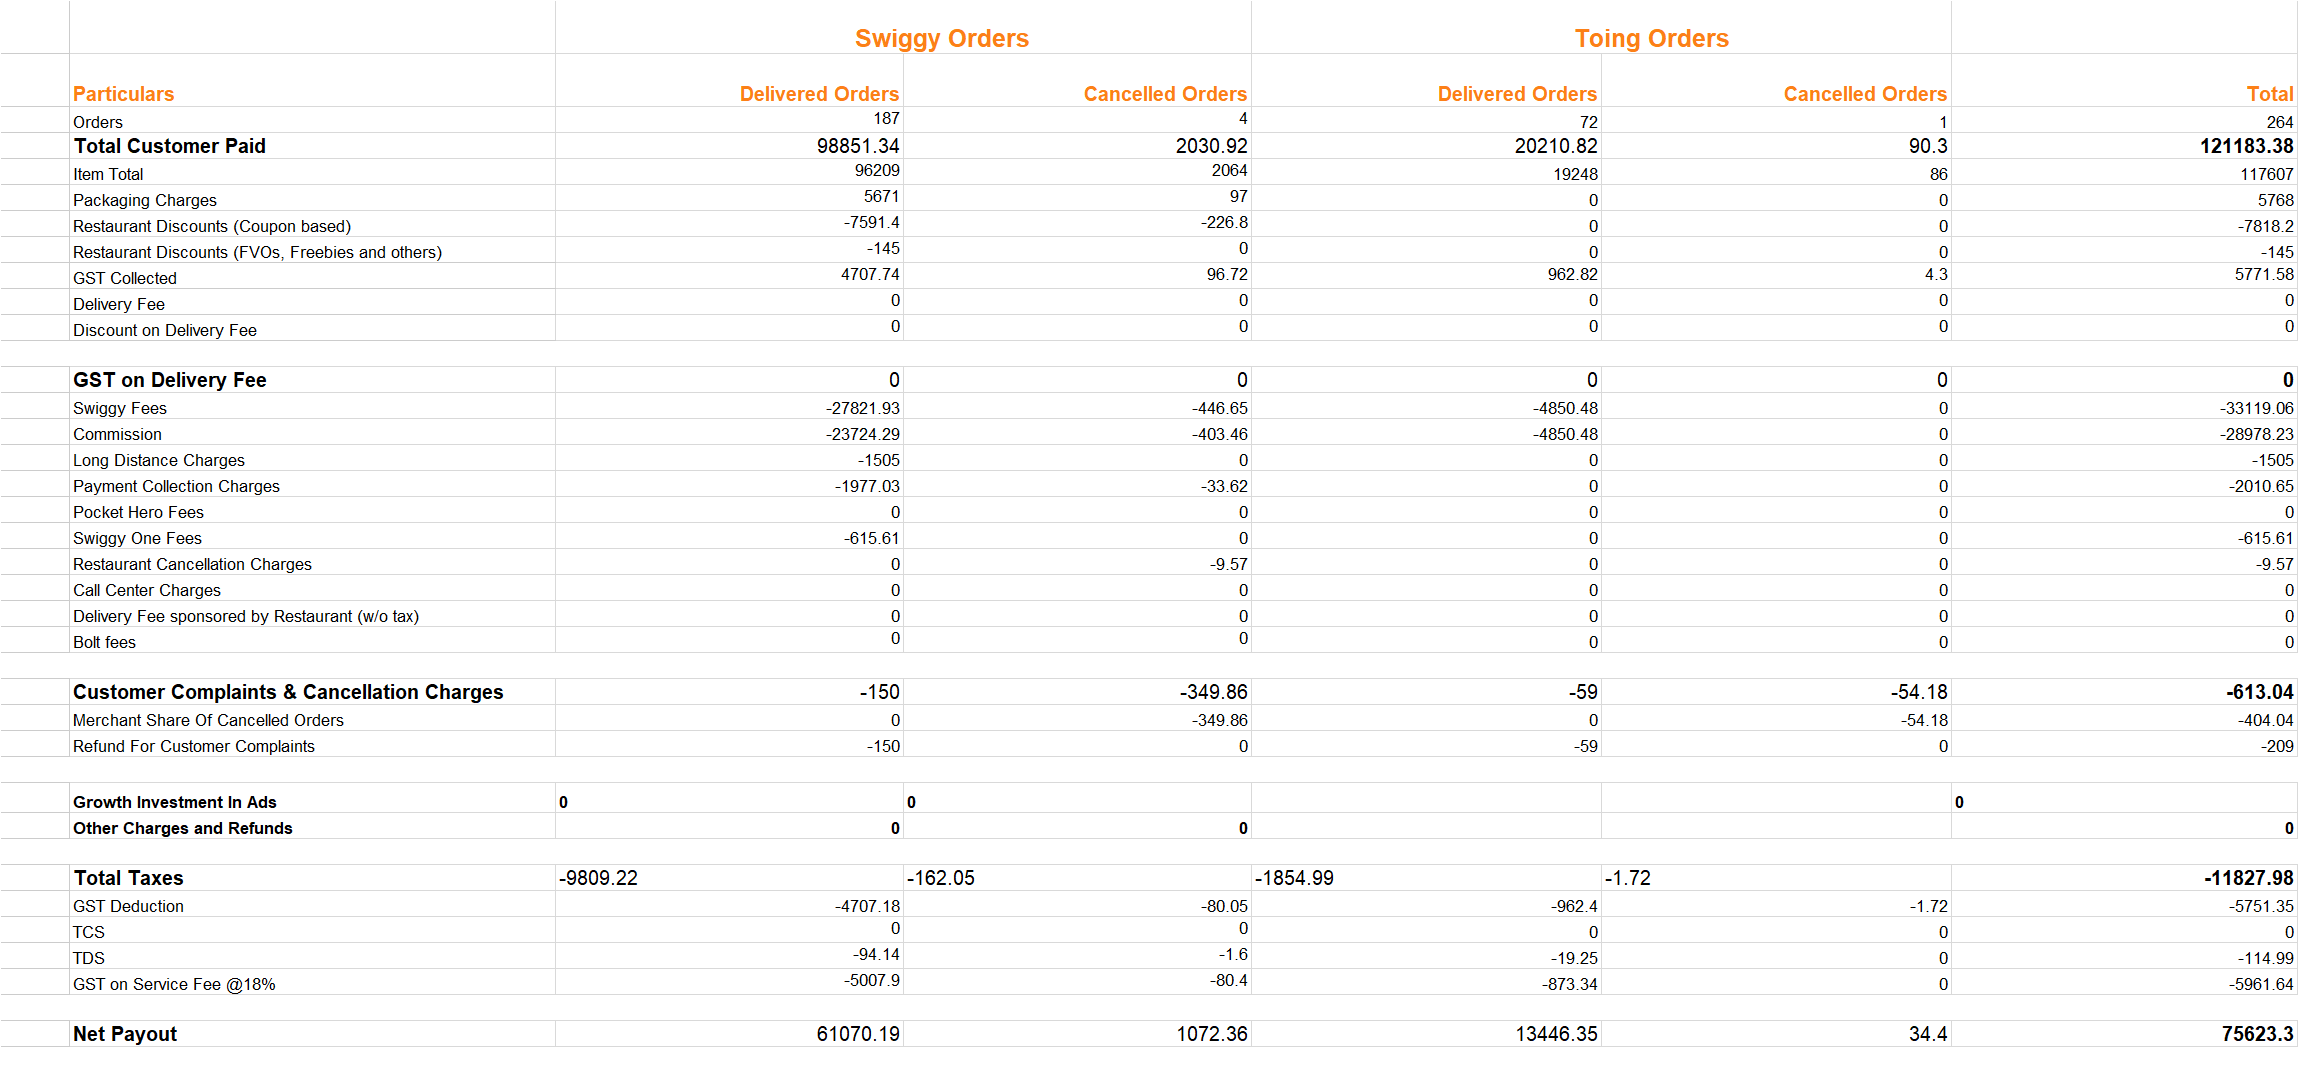 Swiggy Orders Toing Orders
Particulars Delivered Orders Cancelled Orders Delivered Orders Cancelled Orders Total
Orders 187 4 72 1 264
Total Customer Paid 98851.34 2030.92 20210.82 90.3 121183.38
Item Total 96209 2064 19248 86 117607
Packaging Charges 5671 97 0 0 5768
Restaurant Discounts (Coupon based) -7591.4 -226.8 0 0 -7818.2
Restaurant Discounts (FVOs, Freebies and others) -145 0 0 0 -145
GST Collected 4707.74 96.72 962.82 4.3 5771.58
Delivery Fee 0 0 0 0 0
Discount on Delivery Fee 0 0 0 0 0
GST on Delivery Fee 0 0 0 0 0
Swiggy Fees -27821.93 -446.65 -4850.48 0 -33119.06
Commission -23724.29 -403.46 -4850.48 0 -28978.23
Long Distance Charges -1505 0 0 0 -1505
Payment Collection Charges -1977.03 -33.62 0 0 -2010.65
Pocket Hero Fees 0 0 0 0 0
Swiggy One Fees -615.61 0 0 0 -615.61
Restaurant Cancellation Charges 0 -9.57 0 0 -9.57
Call Center Charges 0 0 0 0 0
Delivery Fee sponsored by Restaurant (w/o tax) 0 0 0 0 0
Bolt fees 0 0 0 0 0
Customer Complaints & Cancellation Charges -150 -349.86 -59 -54.18 -613.04
Merchant Share Of Cancelled Orders 0 -349.86 0 -54.18 -404.04
Refund For Customer Complaints -150 0 -59 0 -209
Growth Investment In Ads 0 0 0
Other Charges and Refunds 0 0 0
Total Taxes -9809.22 -162.05 -1854.99 -1.72 -11827.98
GST Deduction -4707.18 -80.05 -962.4 -1.72 -5751.35
TCS 0 0 0 0 0
TDS -94.14 -1.6 -19.25 0 -114.99
GST on Service Fee @18% -5007.9 -80.4 -873.34 0 -5961.64
Net Payout 61070.19 1072.36 13446.35 34.4 75623.3